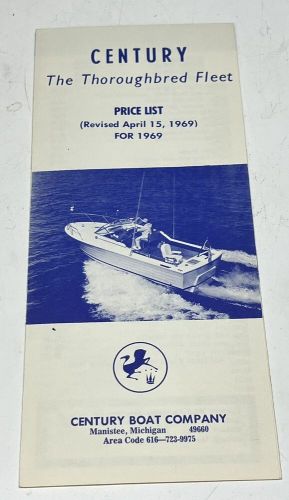 CENTURY
The Thoroughbred Fleet
PRICE LIST
(Revised April 15, 1969)
FOR 1969
CENTURY BOAT COMPANY
Manistee, Michigan 49660
Area Code 616—723-9975